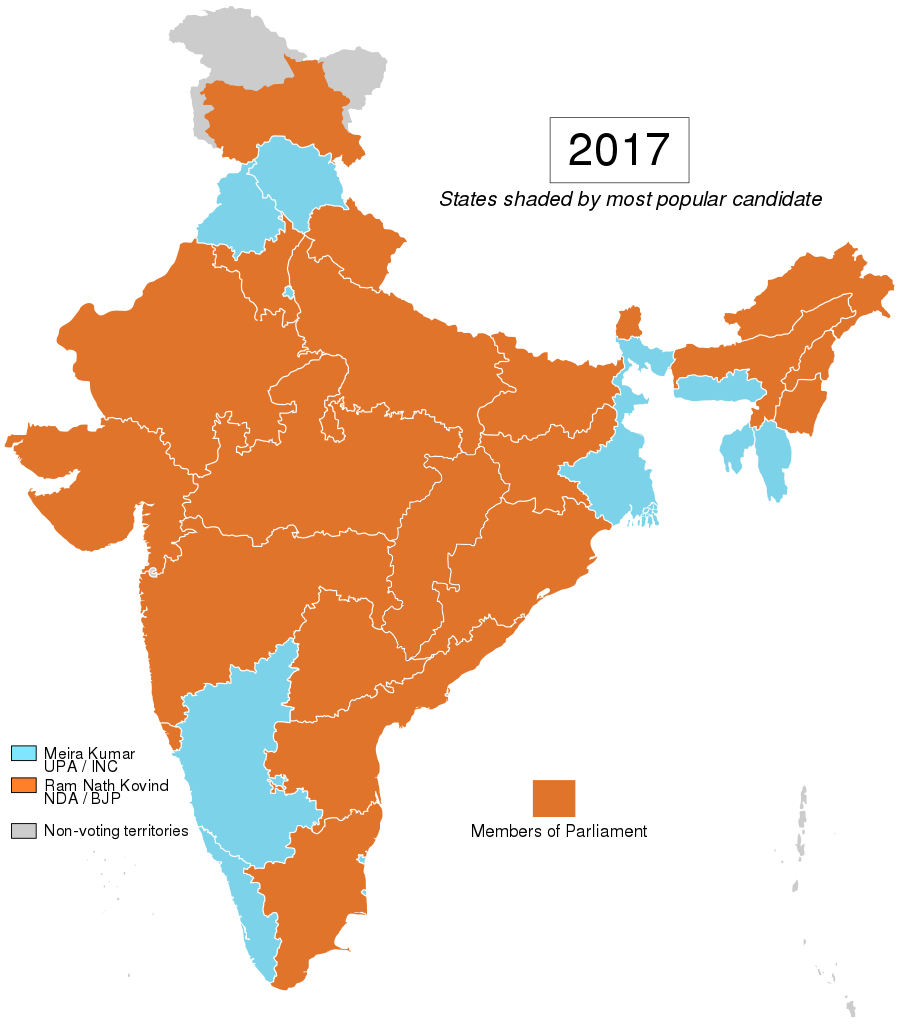 2017
States shaded by most popular candidate
Meira Kumar
UPA / INC
Ram Nath Kovind
NDA / BJP
Non-voting territories
Members of Parliament